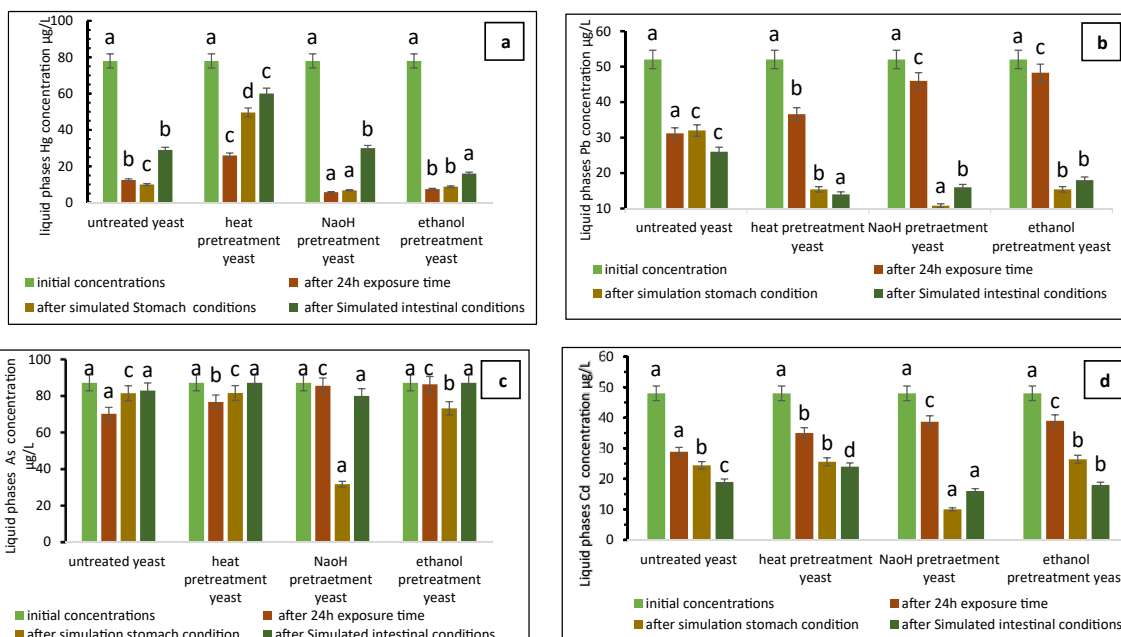 liquid phases Hg concentration µg/L
100
80
60
40
20
0
a
a
a
a
a
b
c
b
c
d
c
a
a
b
b
b
a
untreated yeast
heat
pretreatment
yeast
NaoH
pretreatment
yeast
ethanol
pretreatment
yeast
initial concentrations
after 24h exposure time
after simulated Stomach conditions
after Simulated intestinal conditions
Liquid phases Pb concentration µg/L
60
50
40
30
20
10
b
a
a
a
a
a
c
c
b
b
a
c
a
b
c
b
b
untreated yeast
heat pretreatment
yeast
NaOH pretraetment
yeast
ethanol
pretreatment yeast
initial concentration
after 24h exposure time
after simulation stomach condition
after Simulated intestinal conditions
Liquid phases As concentration
µg/L
100
80
60
40
20
0
c
a
a
c
a
a
b
c
a
a
c
a
a
a
c
b
a
untreated yeast
heat
pretreatment
yeast
NaOH
pretraetment
yeast
ethanol
pretreatment
yeast
initial concentrations
after 24h exposure time
after simulation stomach condition
after Simulated intestinal conditions
Liquid phases Cd concentration µg/L
60
50
40
30
20
10
0
d
a
a
b
c
a
b
b
d
a
c
a
a
a
c
b
b
untreated yeast
heat pretreatment
yeast
NaOH pretraetment
yeast
ethanol
pretreatment yeast
initial concentrations
after 24h exposure time
after simulation stomach condition
after Simulated intestinal conditions